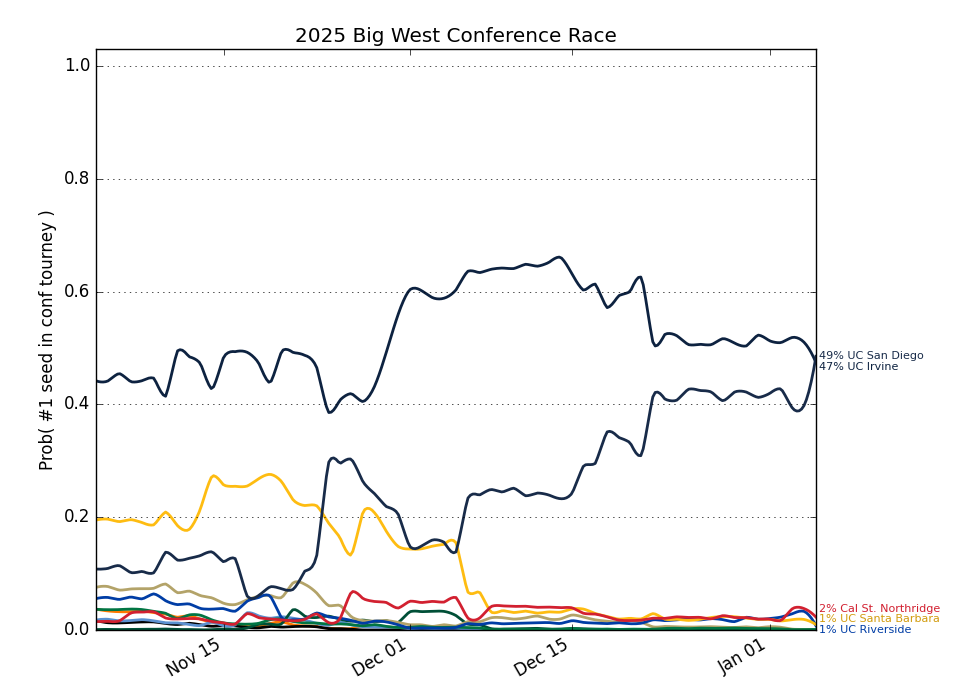 2025 Big West Conference Race
Prob( #1 seed in conf tourney )
1.0
0.8
0.6
0.4
0.2
0.0
Nov 15
Dec 01
Dec 15
Jan 01
49% UC San Diego
47% UC Irvine
2% Cal St. Northridge
1% UC Santa Barbara
1% UC Riverside